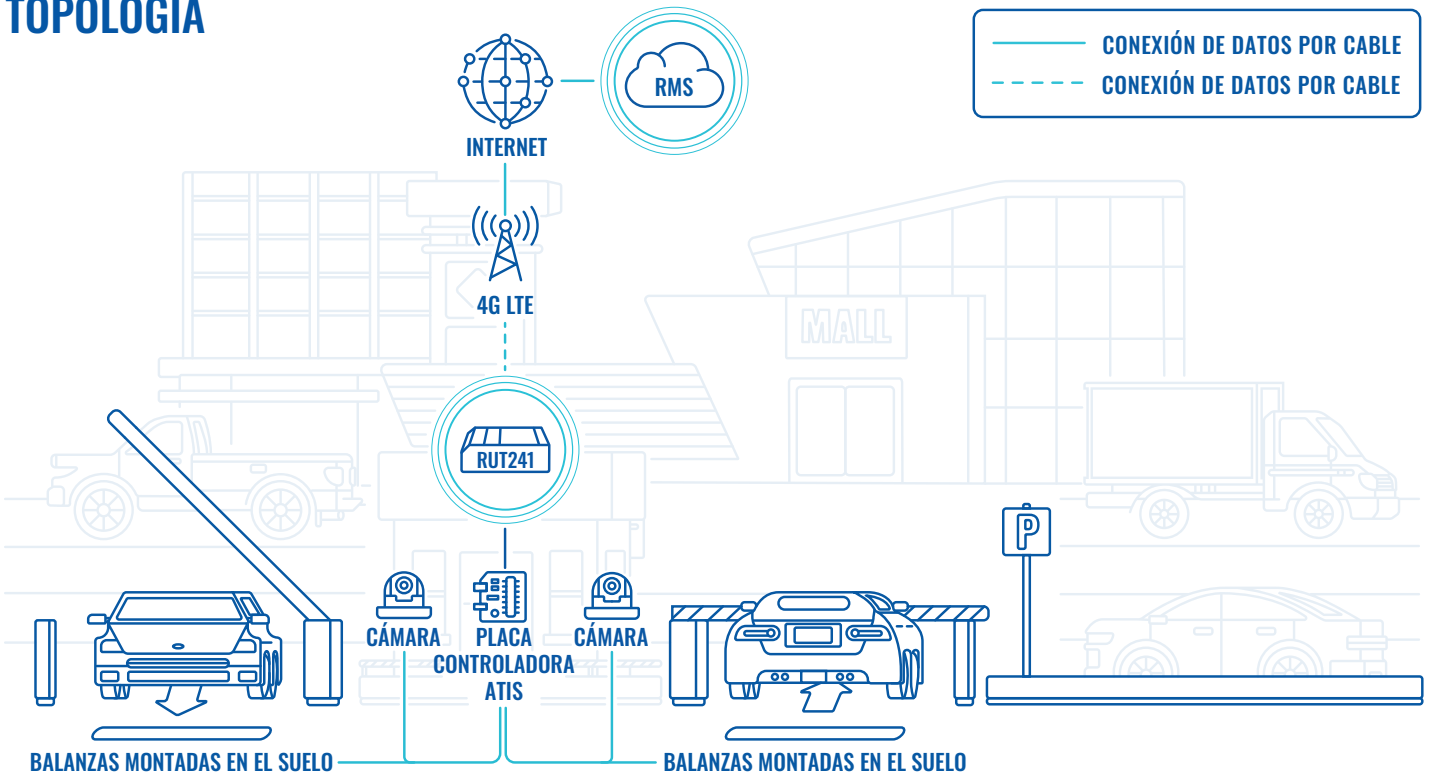 TOPOLOGÍA
CONEXIÓN DE DATOS POR CABLE
CONEXIÓN DE DATOS POR CABLE
RMS
INTERNET
4G LTE
MALL
RUT241
P
CÁMARA
PLACA
CONTROLADORA
ATIS
CÁMARA
BALANZAS MONTADAS EN EL SUELO
BALANZAS MONTADAS EN EL SUELO